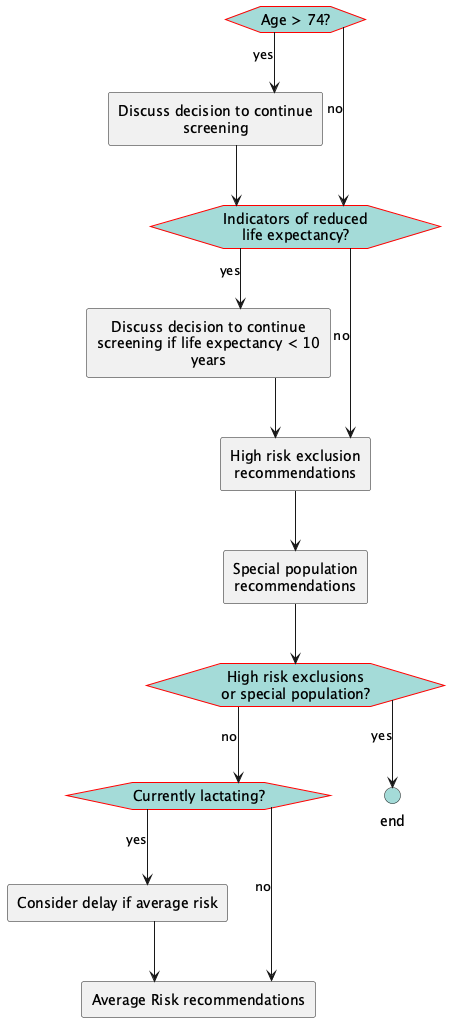 Age > 74?
yes
no
Discuss decision to continue
screening
Indicators of reduced
life expectancy?
yes
no
Discuss decision to continue
screening if life expectancy < 10
years
High risk exclusion
recommendations
Special population
recommendations
High risk exclusions
or special population?
no
yes
Currently lactating?
end
yes
no
Consider delay if average risk
Average Risk recommendations